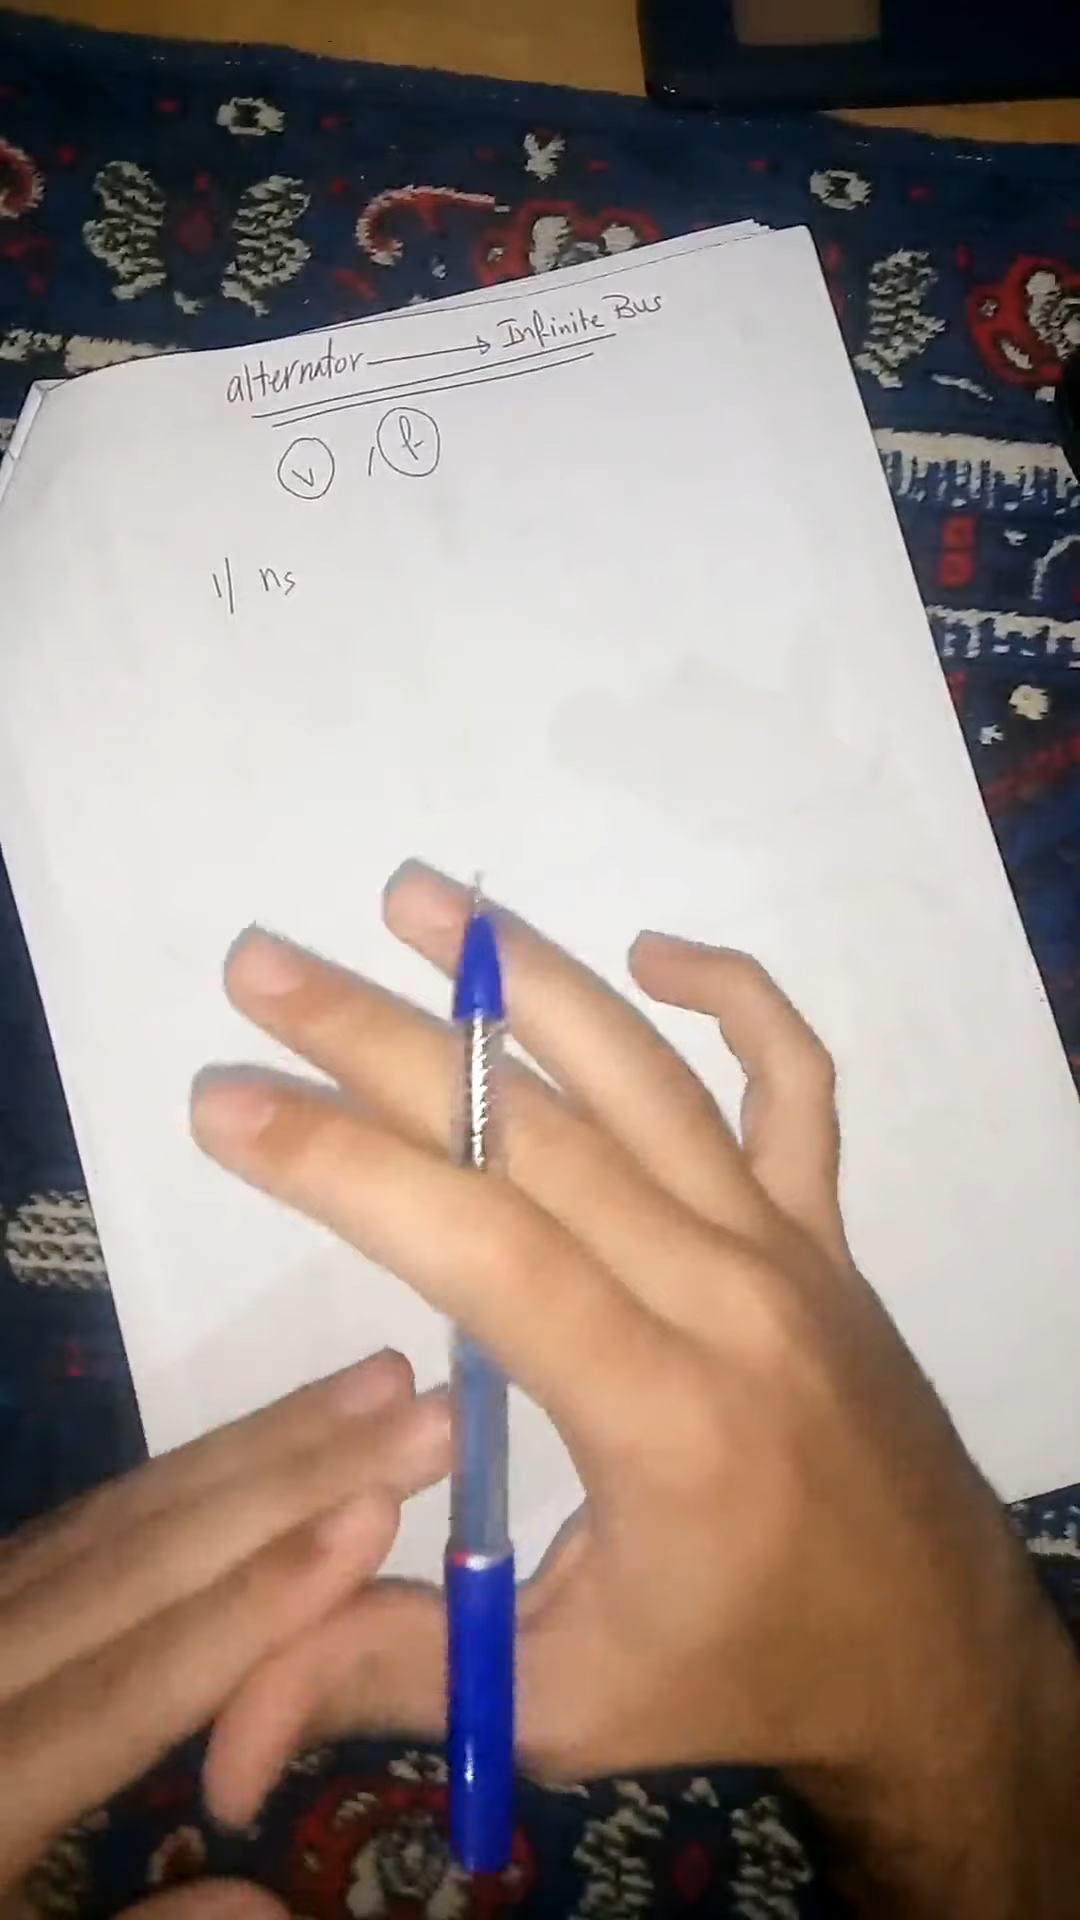 alternator → Infinite Bus
V , f
1/ ns